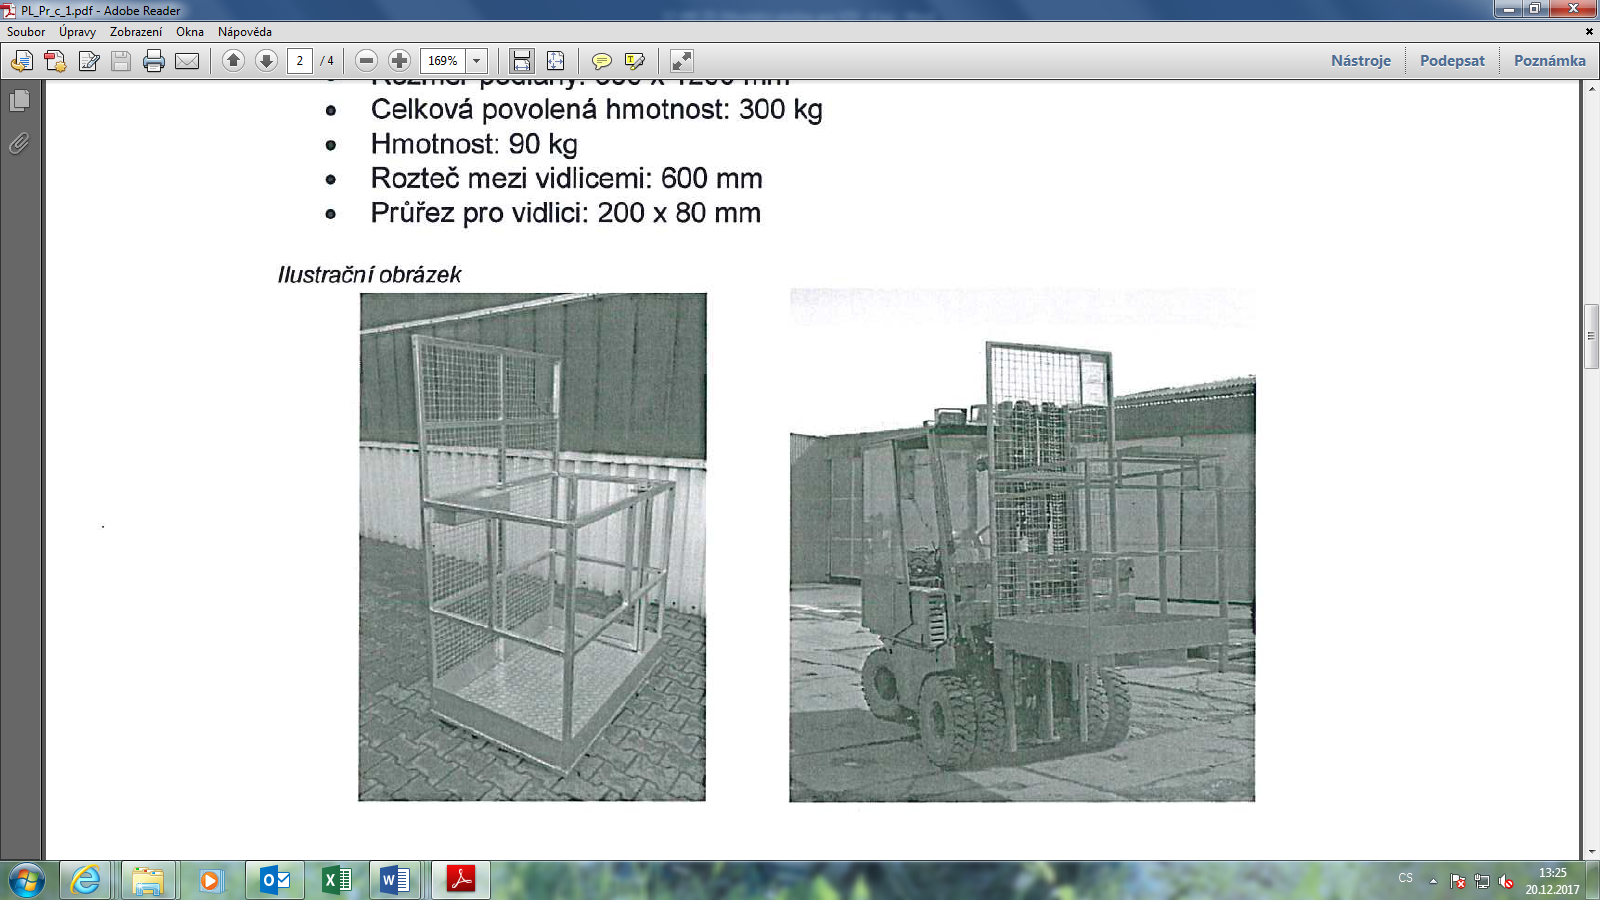 PL_Pr_c_1.pdf - Adobe Reader
Soubor Úpravy Zobrazení Okna Nápověda
2 / 4 169%
Nástroje Podepsat Poznámka
Celková povolená hmotnost: 300 kg
Hmotnost: 90 kg
Rozteč mezi vidlicemi: 600 mm
Průřez pro vidlici: 200 x 80 mm
Ilustrační obrázek
CS
13:25
20.12.2017